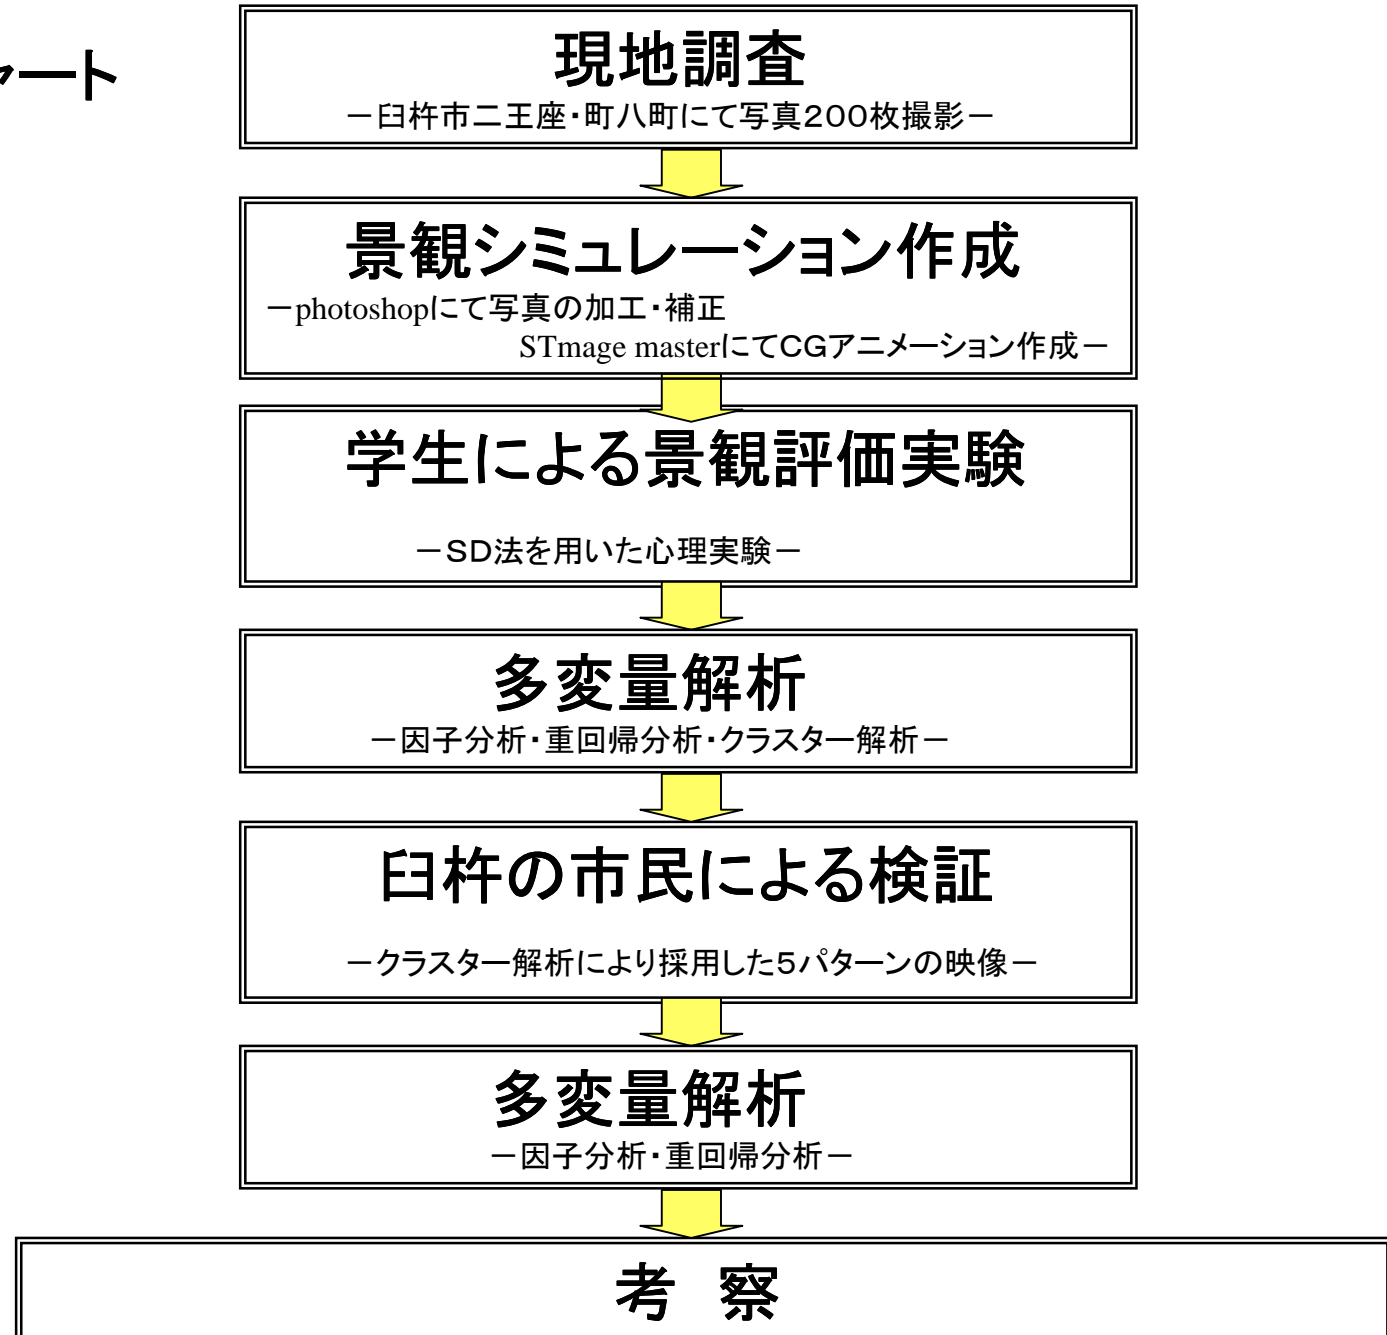 ャート
現地調査
－臼杵市二王座・町八町にて写真200枚撮影－
景観シミュレーション作成
－photoshopにて写真の加工・補正
STmage masterにてCGアニメーション作成－
学生による景観評価実験
－SD法を用いた心理実験－
多変量解析
－因子分析・重回帰分析・クラスター解析－
臼杵の市民による検証
－クラスター解析により採用した5パターンの映像－
多変量解析
－因子分析・重回帰分析－
考 察